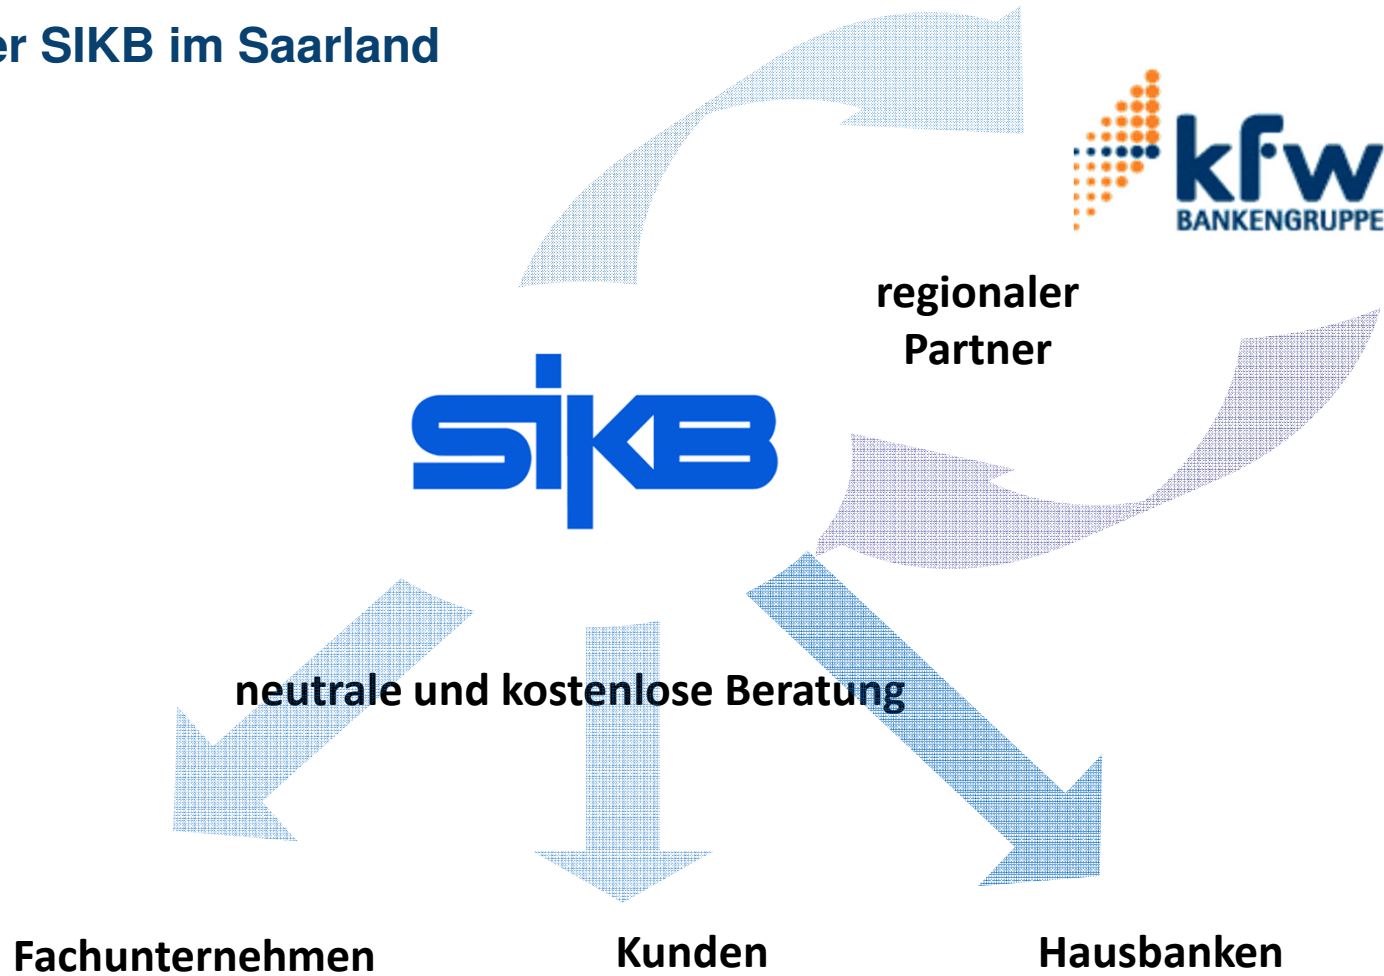 er SIKB im Saarland
kfw
BANKENGRUPPE
regionaler
Partner
SIKB
neutrale und kostenlose Beratung
Fachunternehmen
Kunden
Hausbanken